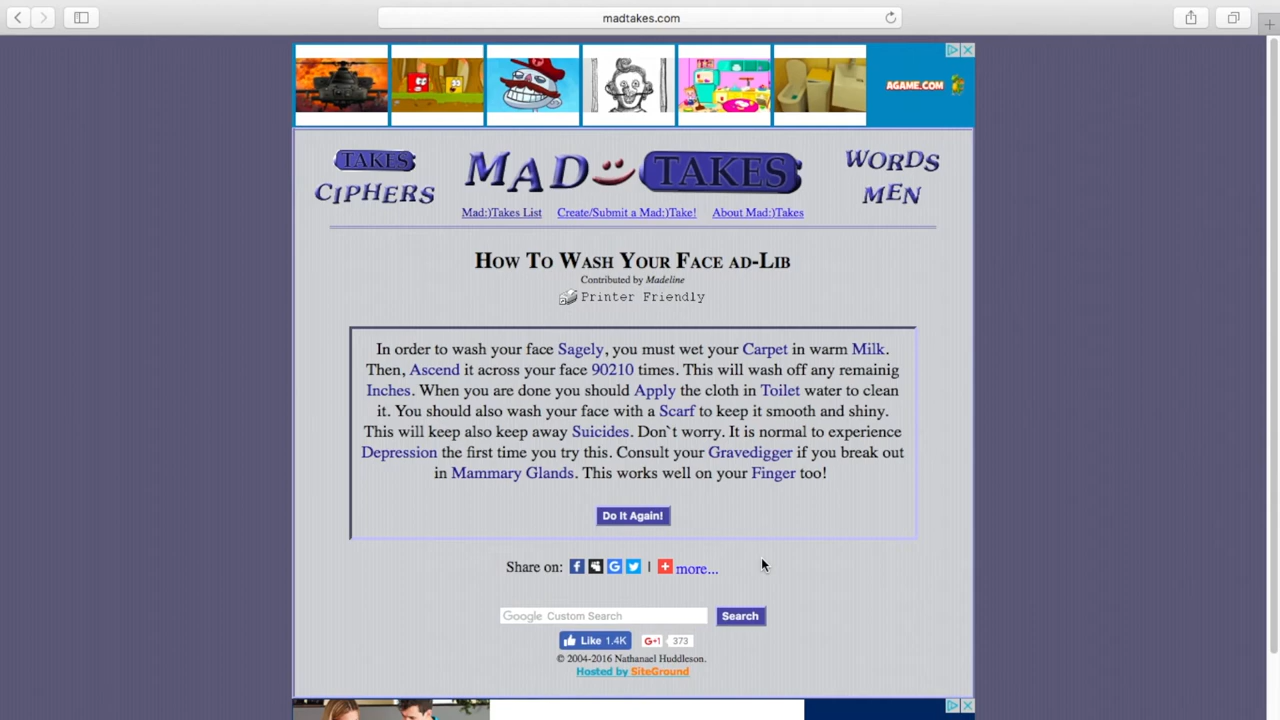 madtakes.com
AGAME.COM
TAKES
CIPHERS
MAD TAKES
WORDS
MEN
Mad:)Takes List Create/Submit a Mad:)Take! About Mad:)Takes
How To Wash Your Face ad-Lib
Contributed by Madeline
Printer Friendly
In order to wash your face Sagely, you must wet your Carpet in warm Milk.
Then, Ascend it across your face 90210 times. This will wash off any remainig
Inches. When you are done you should Apply the cloth in Toilet water to clean
it. You should also wash your face with a Scarf to keep it smooth and shiny.
This will keep also keep away Suicides. Don`t worry. It is normal to experience
Depression the first time you try this. Consult your Gravedigger if you break out
in Mammary Glands. This works well on your Finger too!
Do It Again!
Share on: | more...
Google Custom Search Search
Like 1.4K G+1 373
© 2004-2016 Nathanael Huddleson.
Hosted by SiteGround